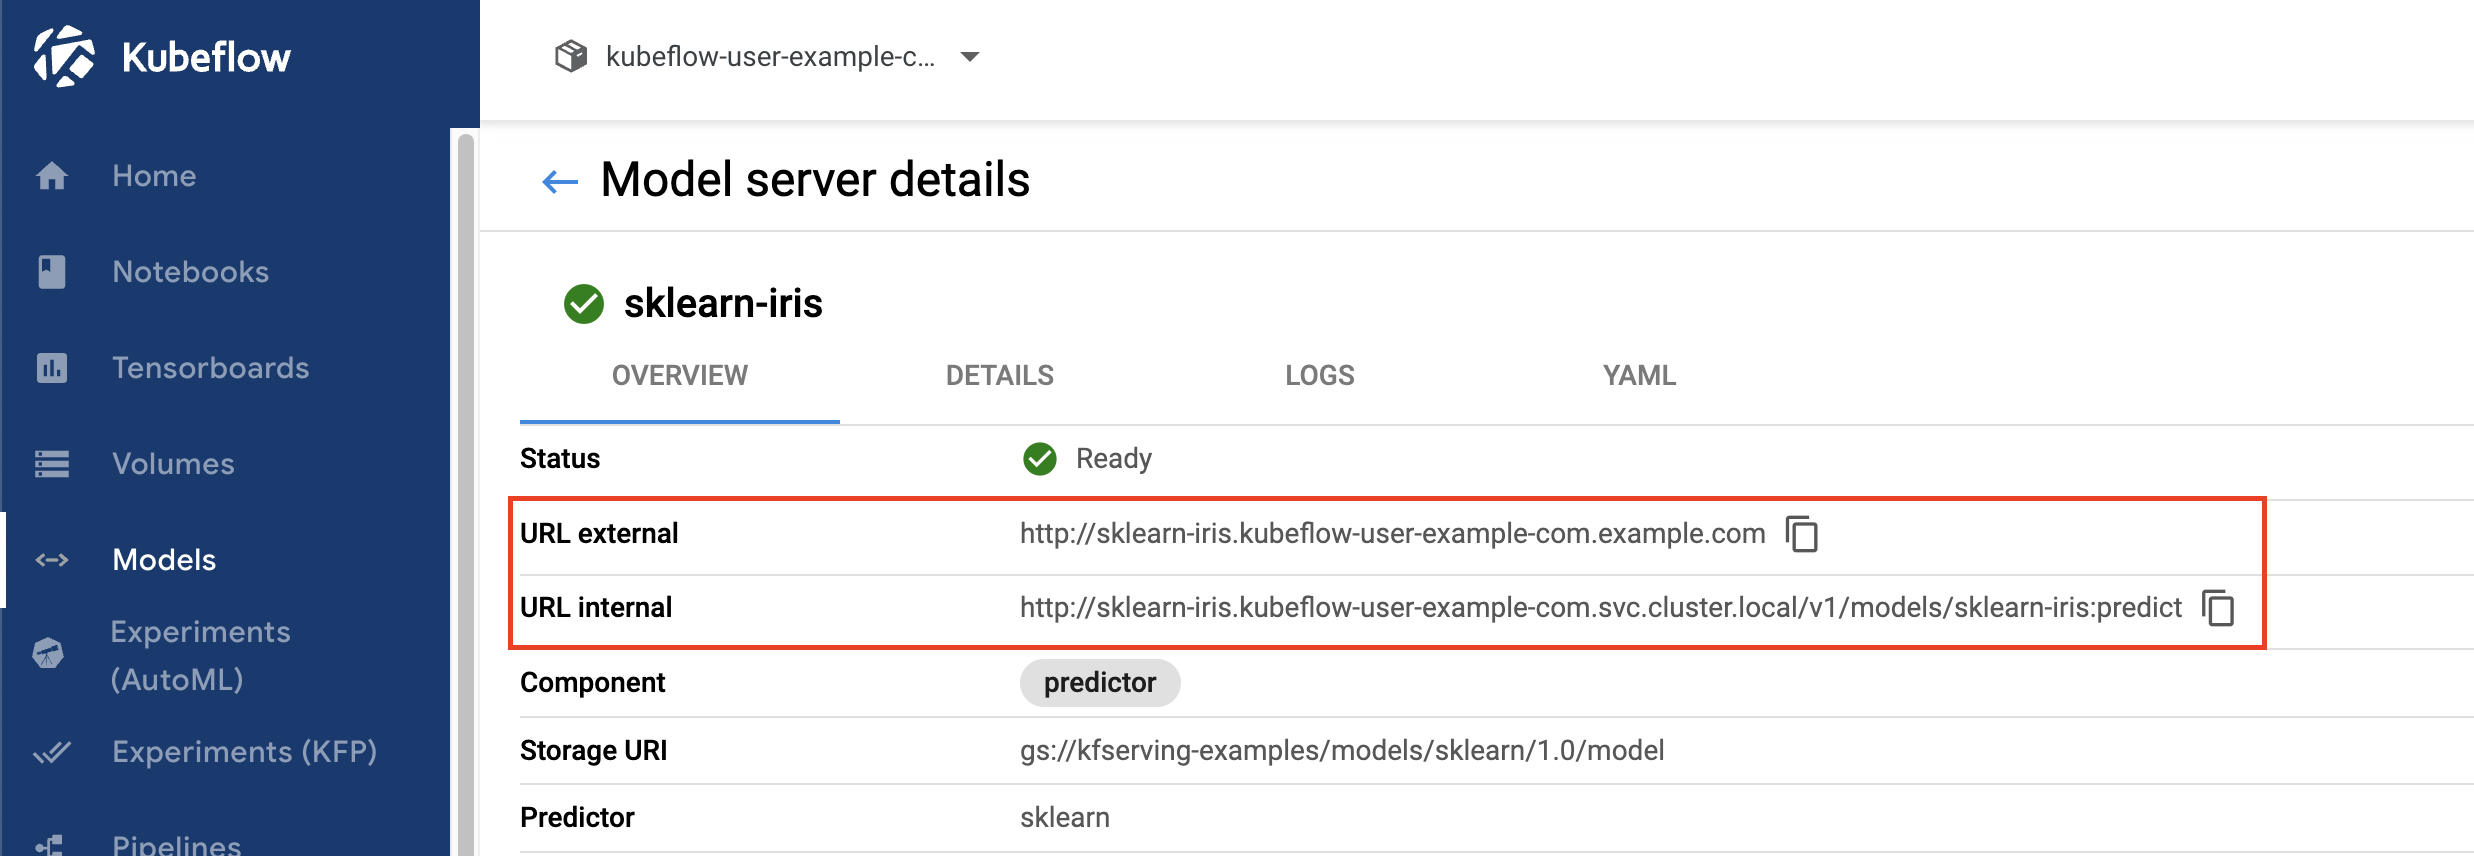 Kubeflow
kubeflow-user-example-c...
Home
Notebooks
Tensorboards
Volumes
Models
Experiments
(AutoML)
Experiments (KFP)
Pipelines
Model server details
sklearn-iris
OVERVIEW DETAILS LOGS YAML
Status Ready
URL external http://sklearn-iris.kubeflow-user-example-com.example.com
URL internal http://sklearn-iris.kubeflow-user-example-com.svc.cluster.local/v1/models/sklearn-iris:predict
Component predictor
Storage URI gs://kfserving-examples/models/sklearn/1.0/model
Predictor sklearn